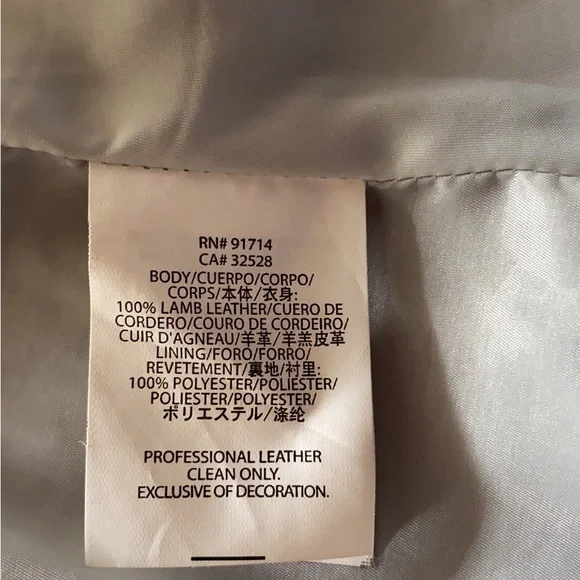 RN# 91714
CA# 32528
BODY/CUERPO/CORPO/
CORPS/本体/衣身:
100% LAMB LEATHER/CUERO DE
CORDERO/COURO DE CORDEIRO/
CUIR D'AGNEAU/羊革/羊羔皮革
LINING/FORO/FORRO/
REVETEMENT/裏地/衬里:
100% POLYESTER/POLIESTER/
POLIESTER/POLYESTER/
ポリエステル/涤纶
PROFESSIONAL LEATHER
CLEAN ONLY.
EXCLUSIVE OF DECORATION.